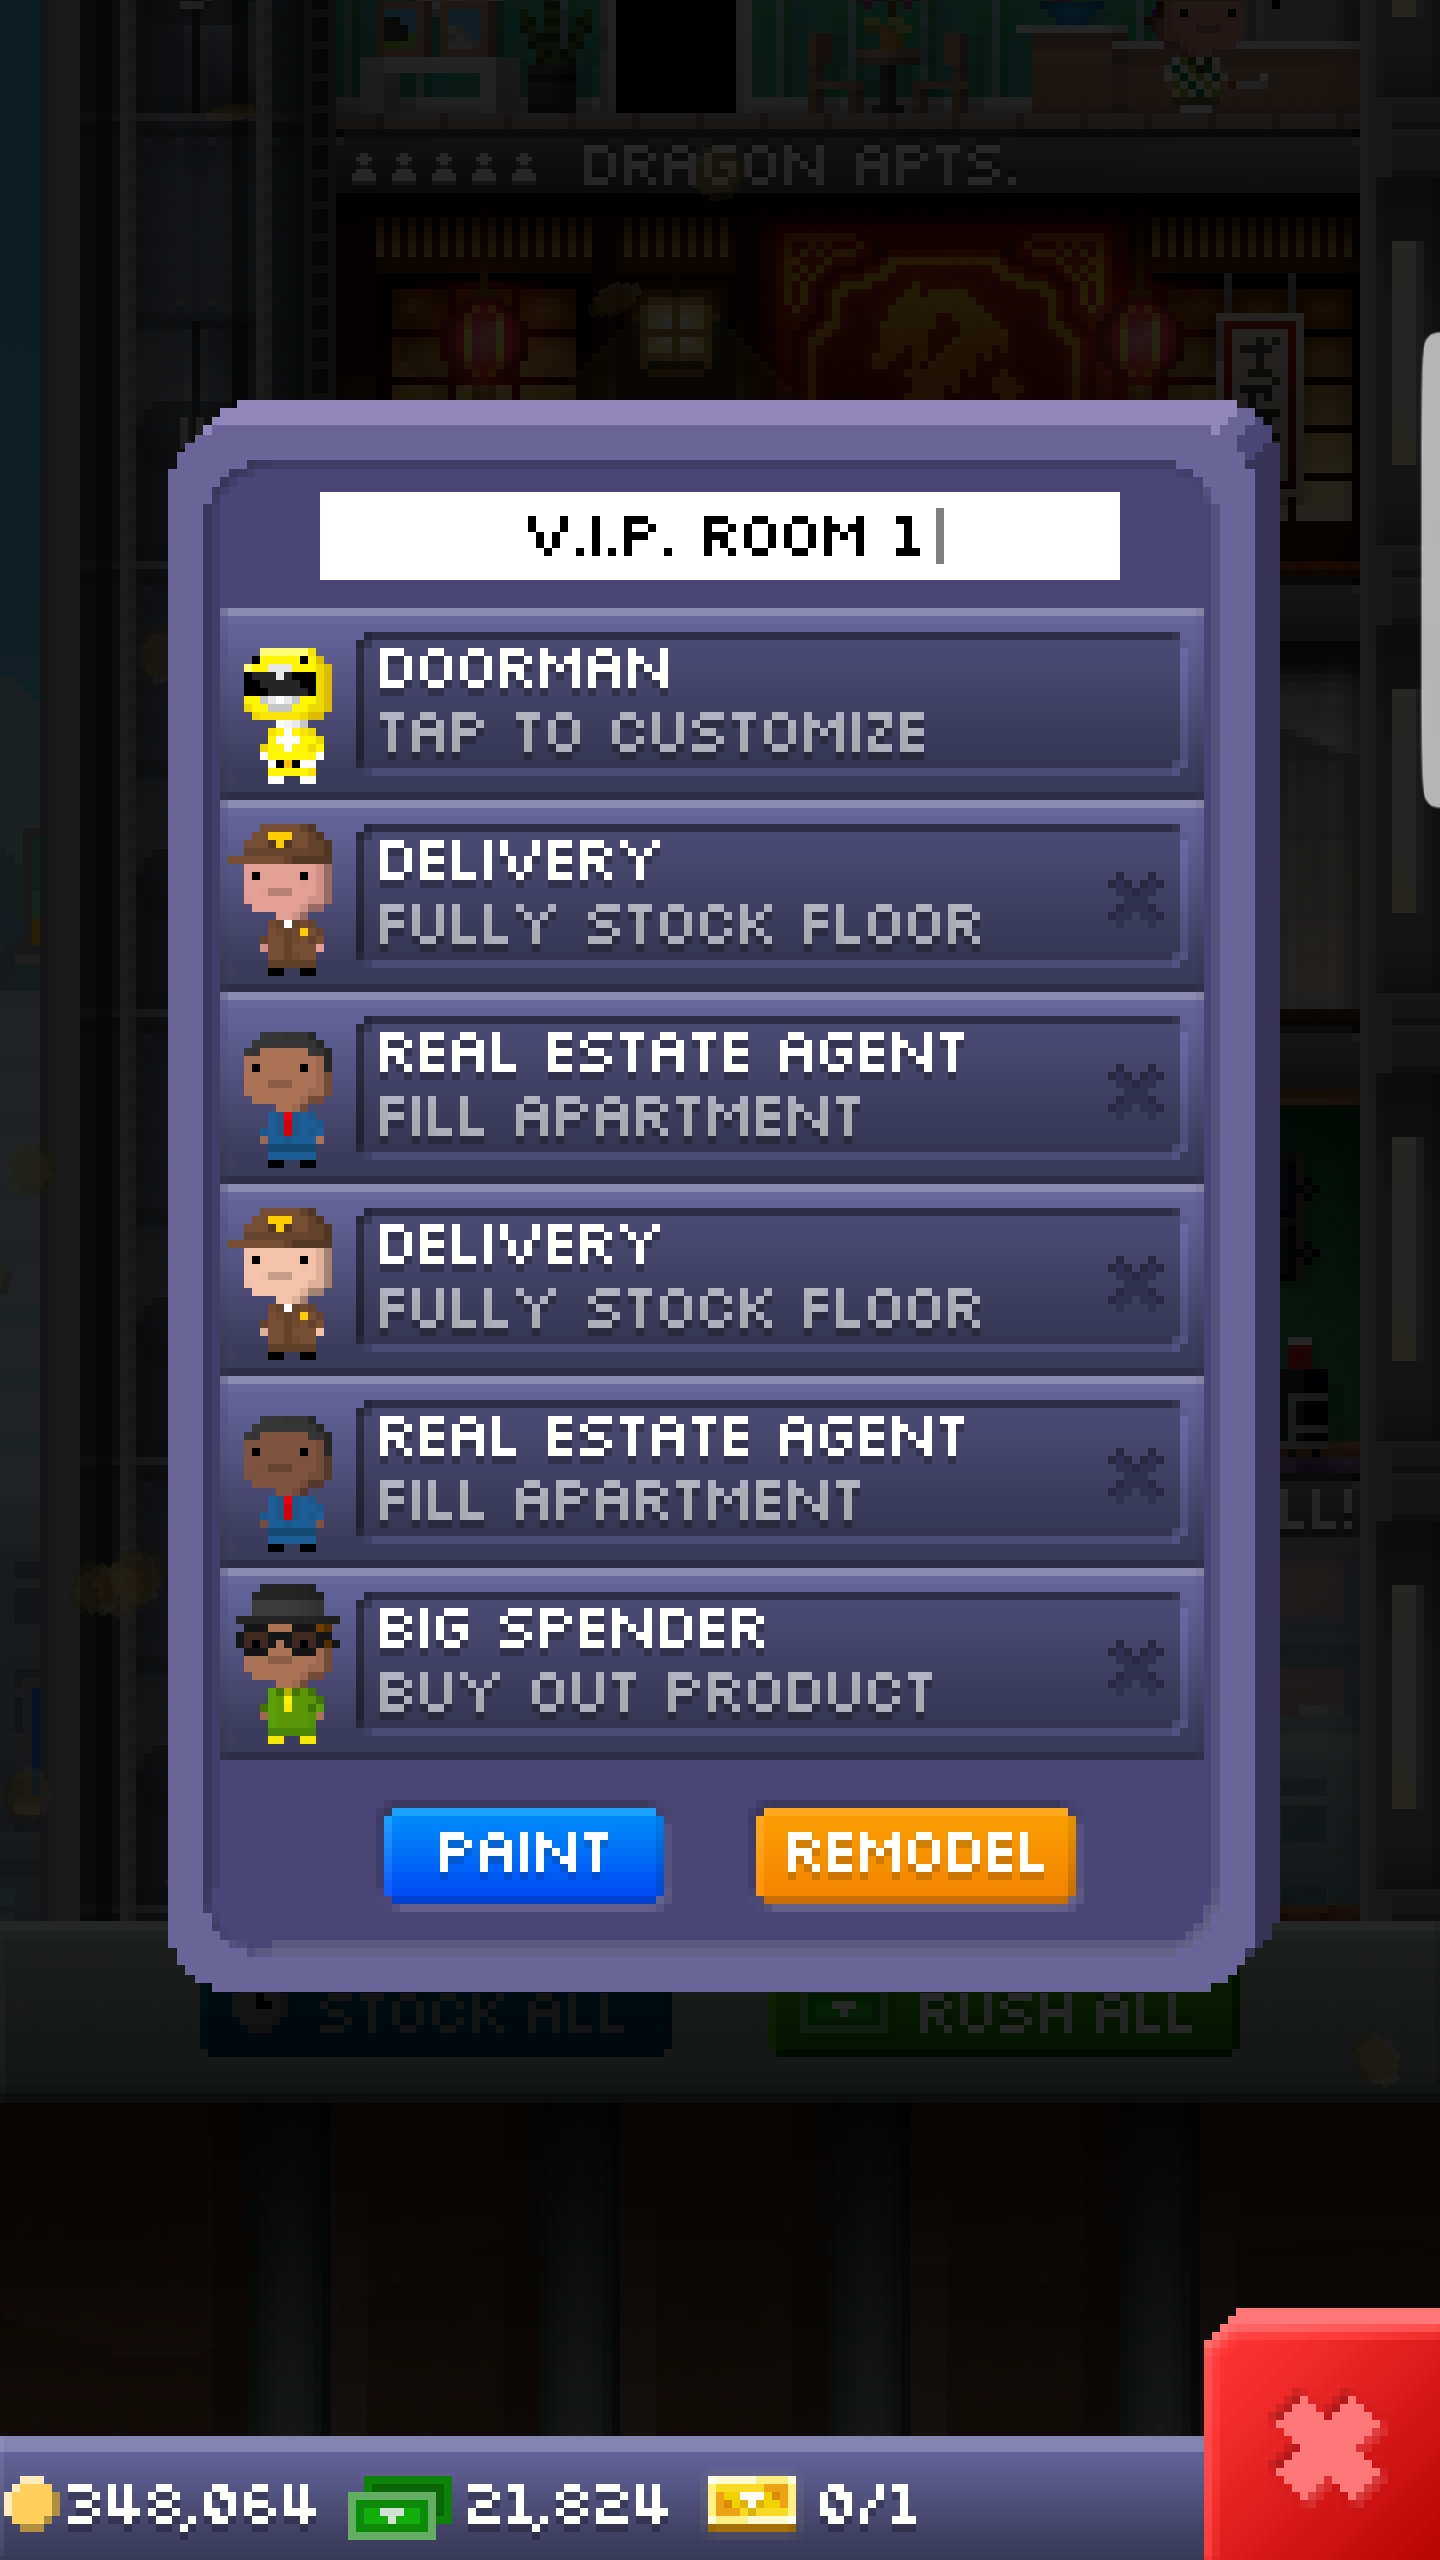 DRAGON APTS.
V.I.P. ROOM 1
DOORMAN
TAP TO CUSTOMIZE
DELIVERY
FULLY STOCK FLOOR
REAL ESTATE AGENT
FILL APARTMENT
DELIVERY
FULLY STOCK FLOOR
REAL ESTATE AGENT
FILL APARTMENT
LL!
BIG SPENDER
BUY OUT PRODUCT
PAINT REMODEL
STOCK ALL RUSH ALL
348,064 21,824 0/1